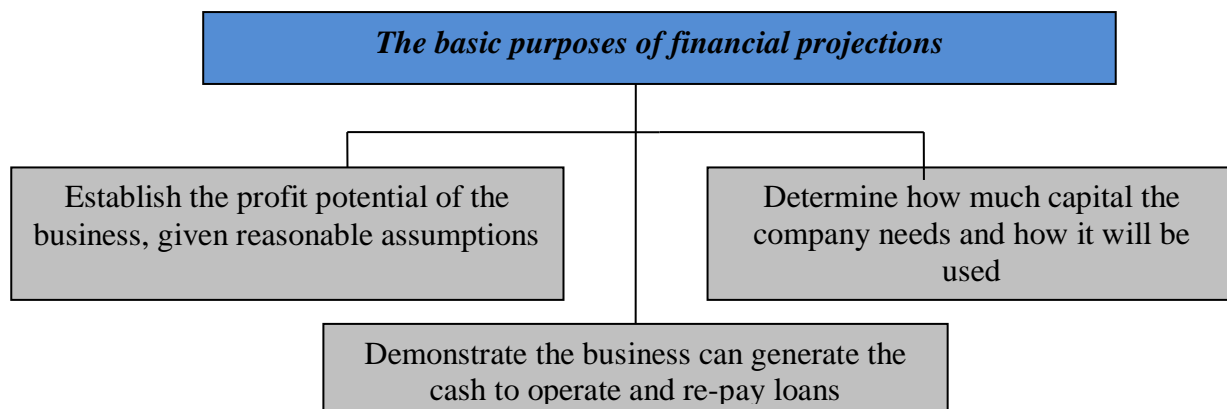 The basic purposes of financial projections
Establish the profit potential of the
business, given reasonable assumptions
Determine how much capital the
company needs and how it will be
used
Demonstrate the business can generate the
cash to operate and re-pay loans